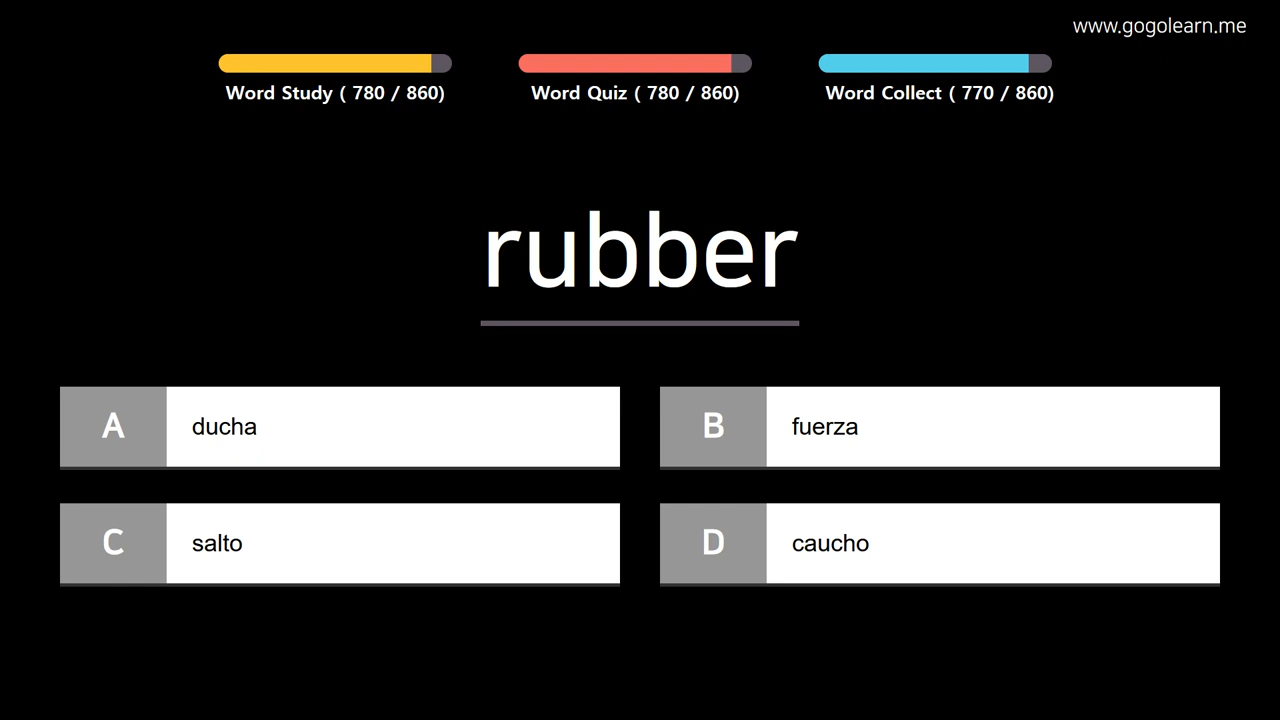 www.gogolearn.me
Word Study ( 780 / 860)
Word Quiz ( 780 / 860)
Word Collect ( 770 / 860)
rubber
A ducha
B fuerza
C salto
D caucho